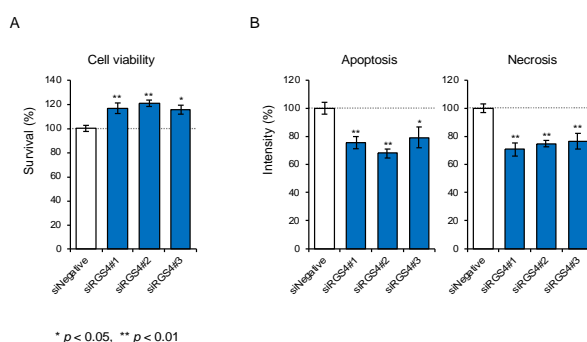 A
Cell viability
Survival (%)
140
120
100
80
60
40
20
0
**
**
*
siNegative
siRGS4#1
siRGS4#2
siRGS4#3
* p < 0.05, ** p < 0.01
B
Apoptosis
Intensity (%)
120
100
80
60
40
20
0
**
**
*
siNegative
siRGS4#1
siRGS4#2
siRGS4#3
Necrosis
120
100
80
60
40
20
0
**
**
**
siNegative
siRGS4#1
siRGS4#2
siRGS4#3